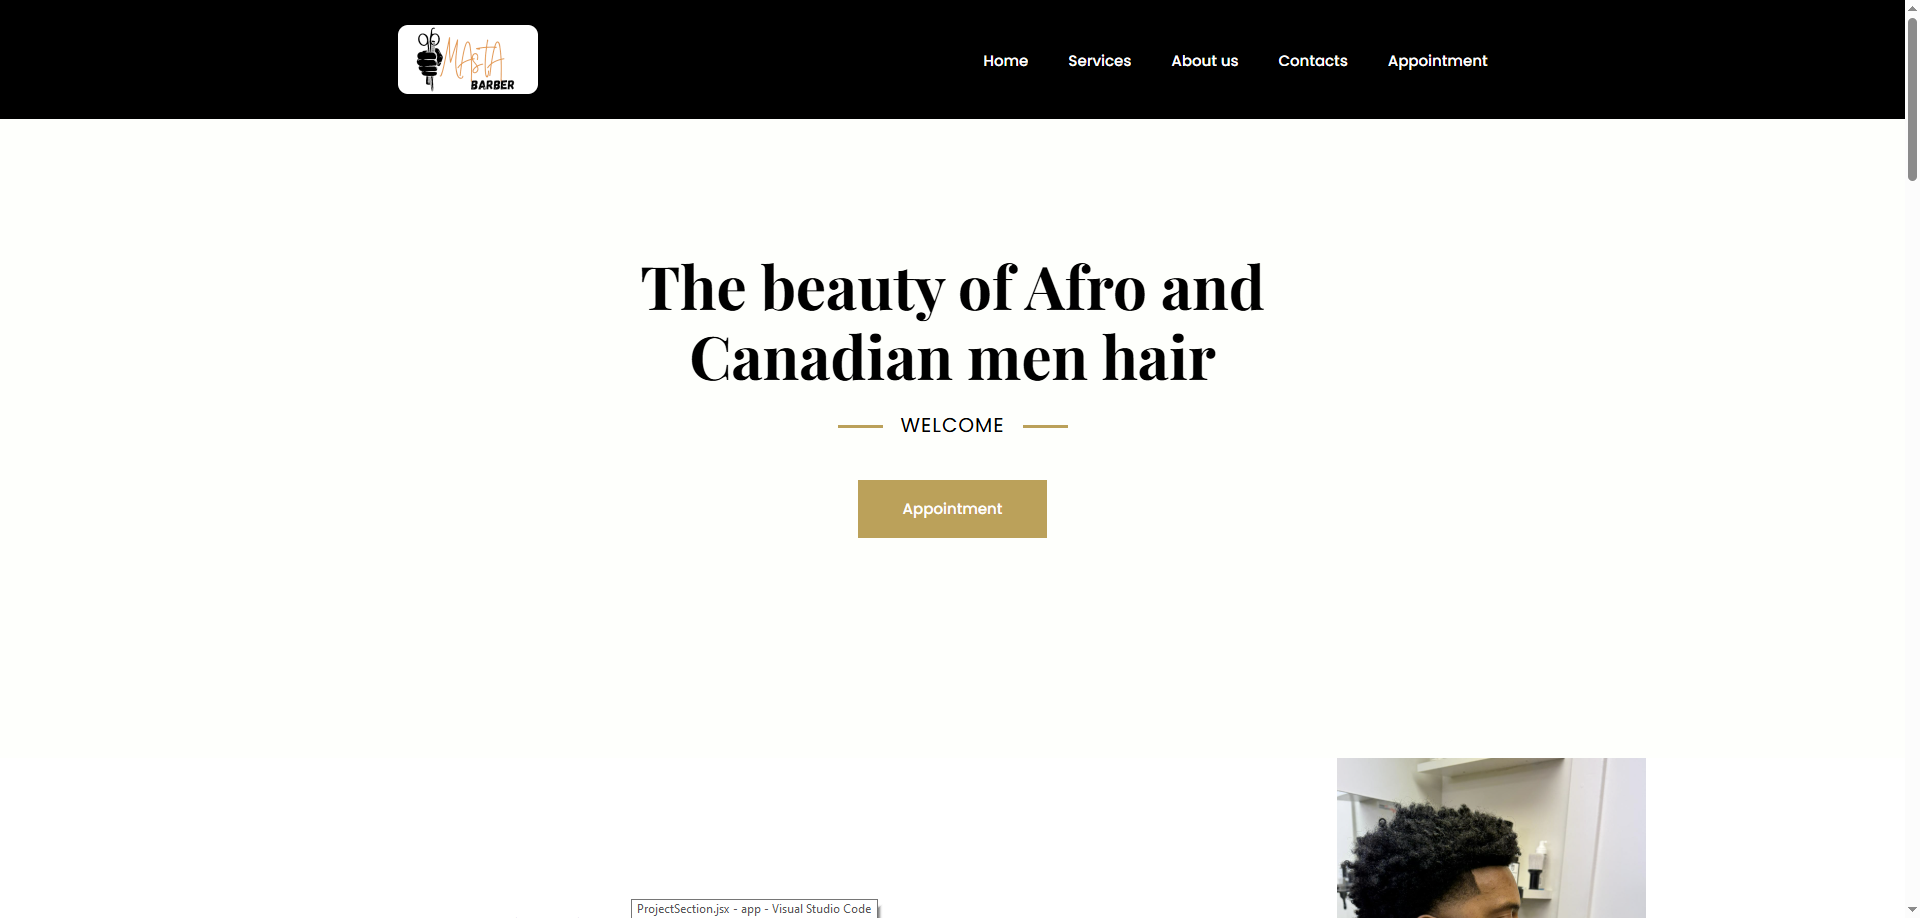 MAstA
BARBER
Home Services About us Contacts Appointment
The beauty of Afro and
Canadian men hair
WELCOME
Appointment
ProjectSection.jsx - app - Visual Studio Code